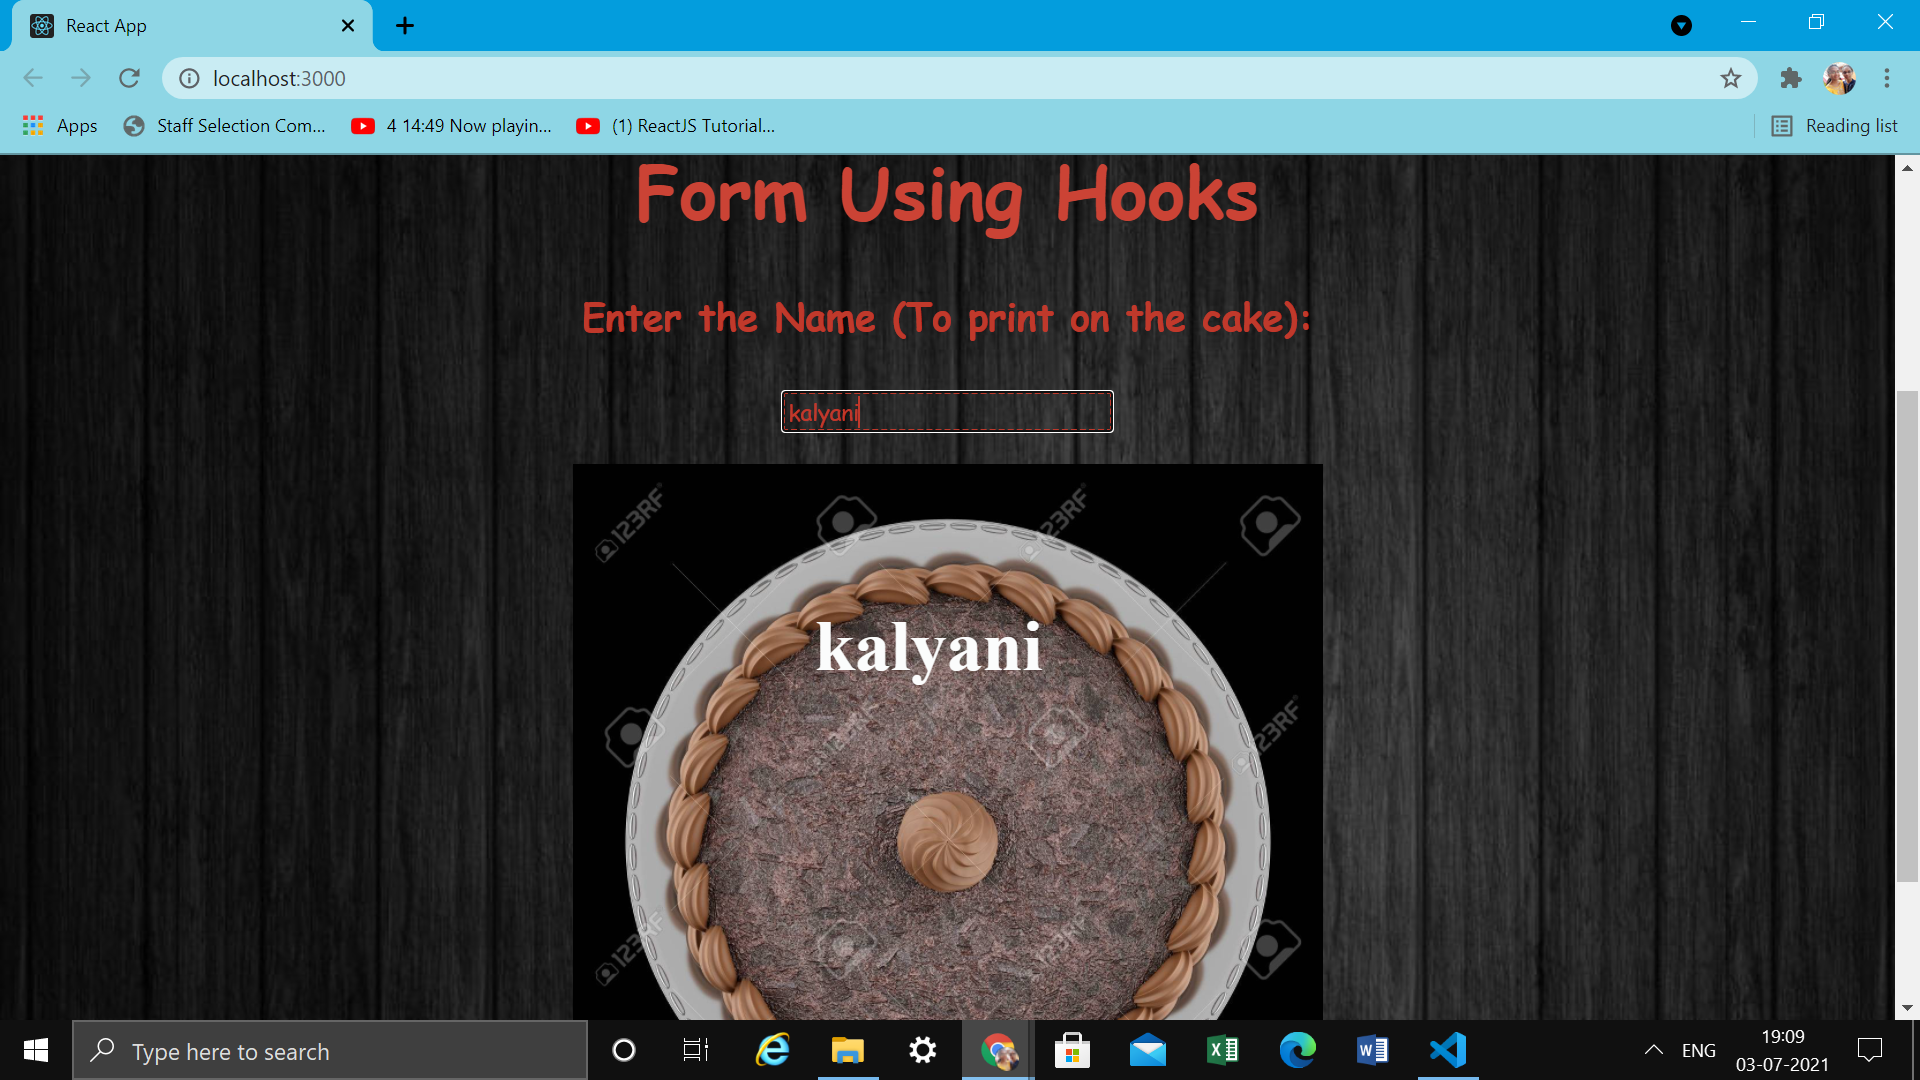 React App
localhost:3000
Apps
Staff Selection Com...
4 14:49 Now playin...
(1) ReactJS Tutorial...
Reading list
Form Using Hooks
Enter the Name (To print on the cake):
kalyani
123RF
123RF
kalyani
123RF
123RF
123RF
123RF
Type here to search
ENG
19:09
03-07-2021